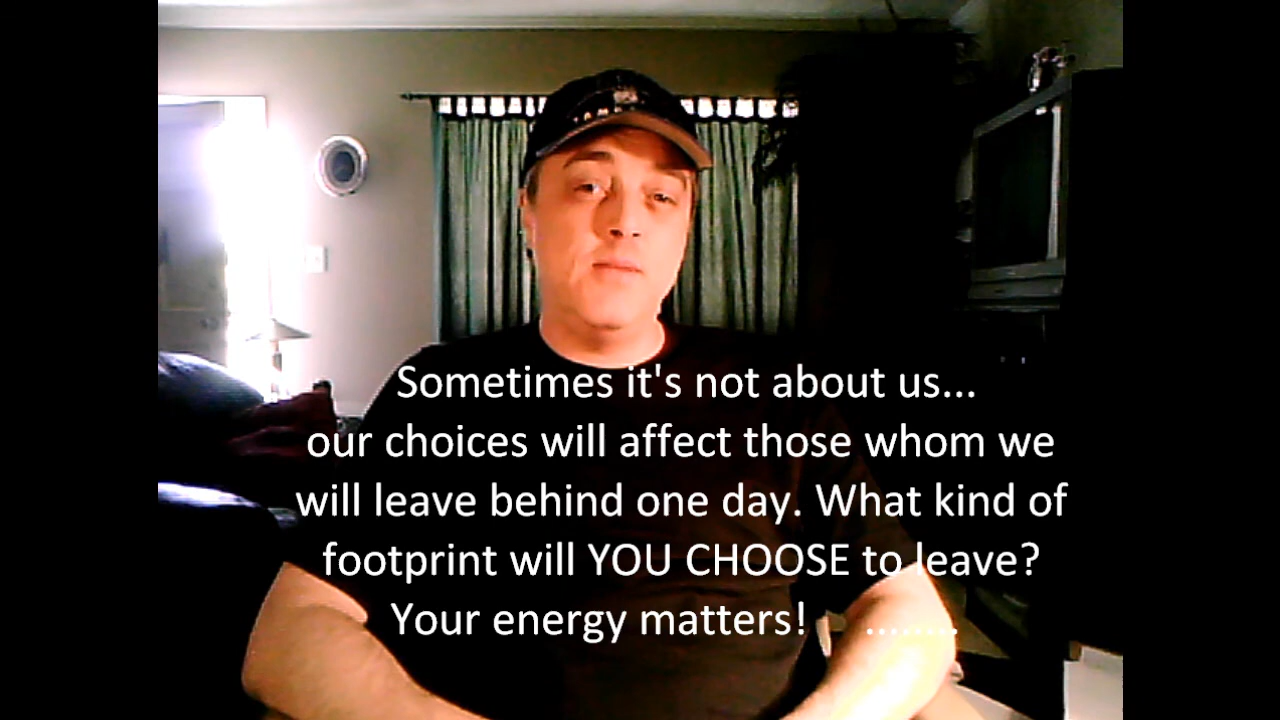 Sometimes it's not about us...
our choices will affect those whom we
will leave behind one day. What kind of
footprint will YOU CHOOSE to leave?
Your energy matters!     ........